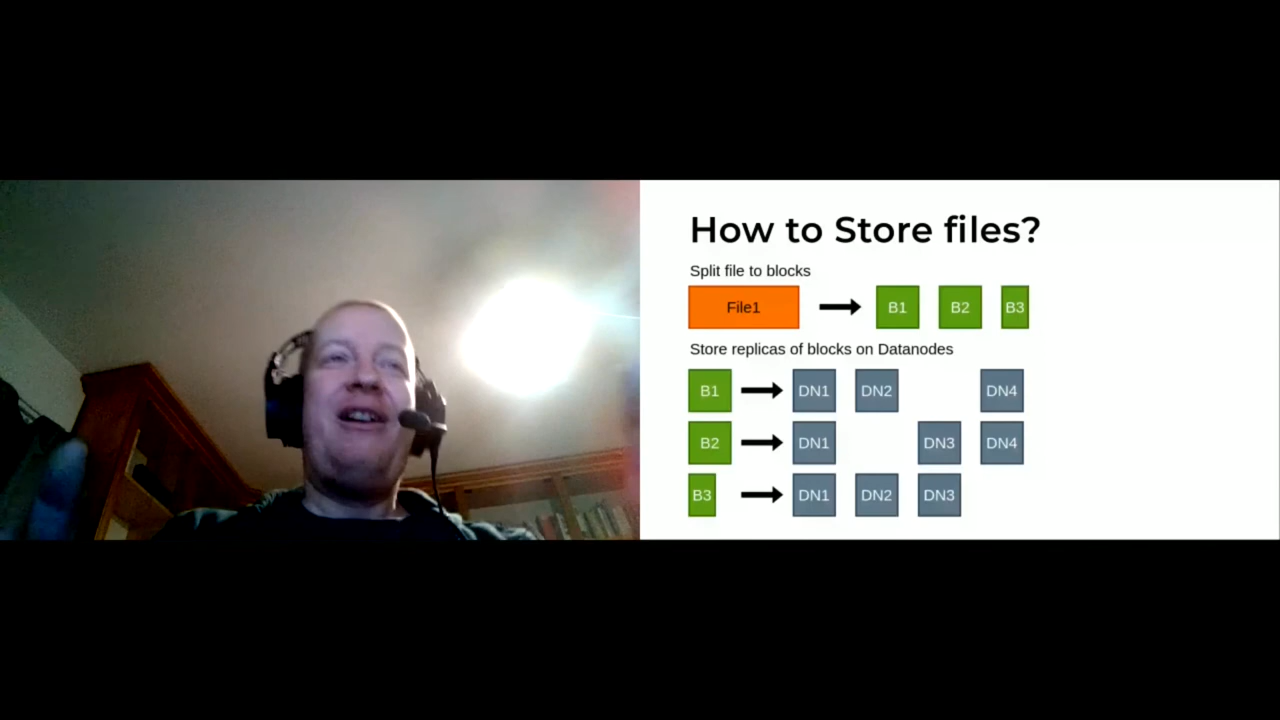 How to Store files?
Split file to blocks
File1 B1 B2 B3
Store replicas of blocks on Datanodes
B1 DN1 DN2 DN4
B2 DN1 DN3 DN4
B3 DN1 DN2 DN3